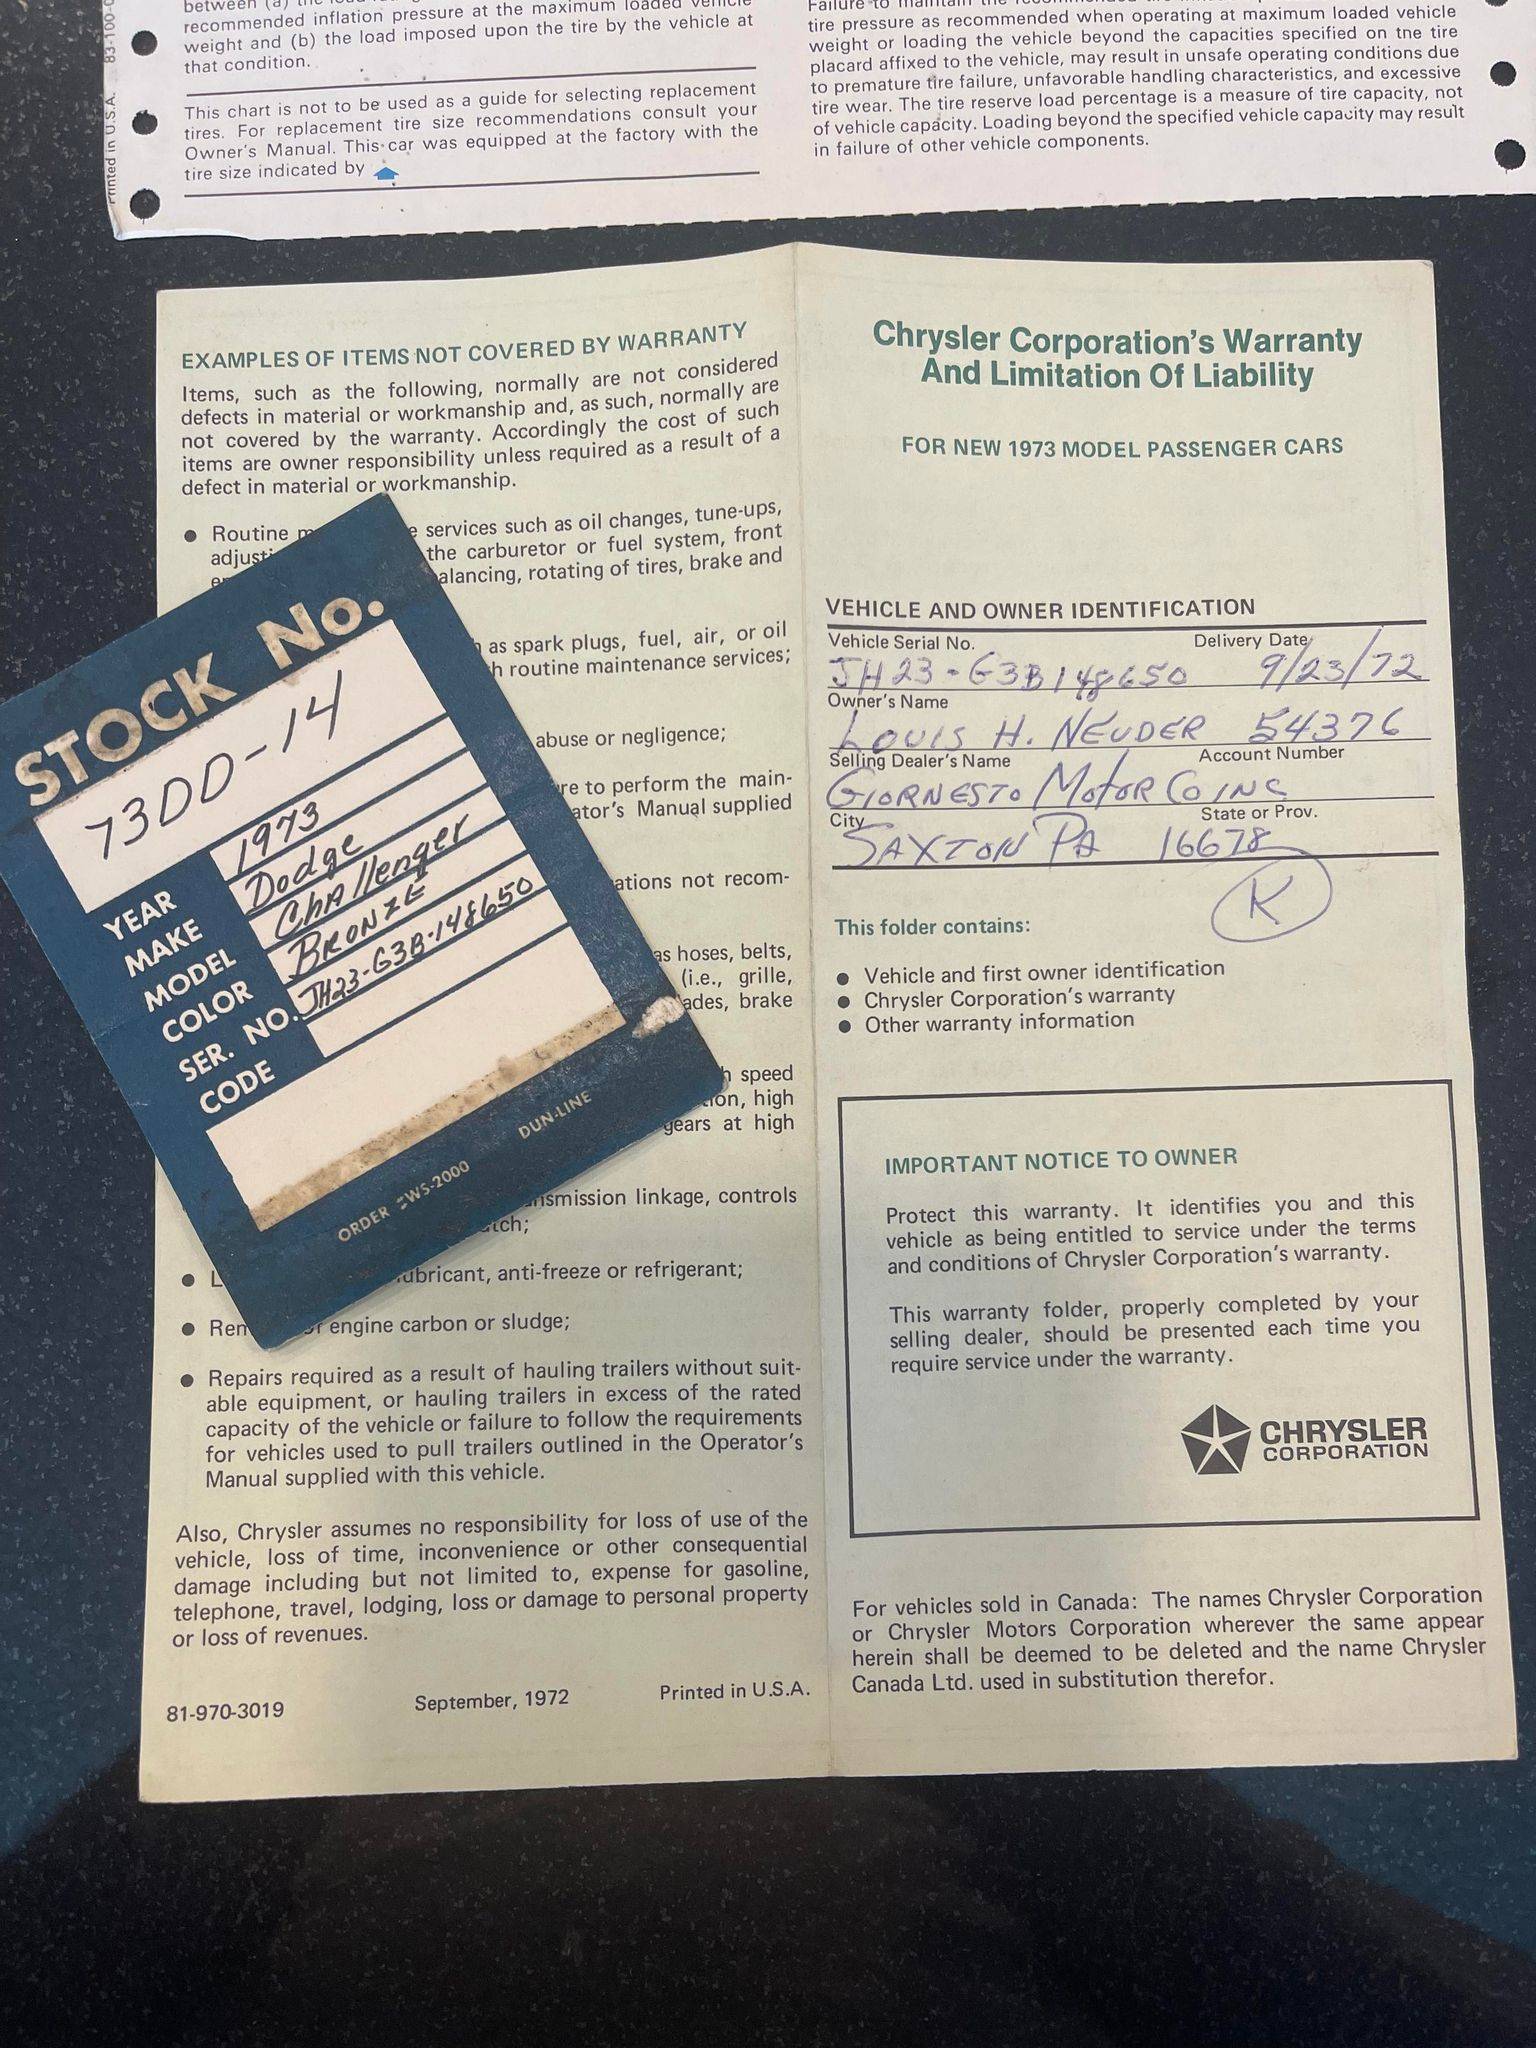 Printed in U.S.A.
recommended inflation pressure at the maximum loaded vehicle
weight and (b) the load imposed upon the tire by the vehicle at
that condition.
This chart is not to be used as a guide for selecting replacement
tires. For replacement tire size recommendations consult your
Owner's Manual. This car was equipped at the factory with the
tire size indicated by
tire pressure as recommended when operating at maximum loaded vehicle
weight or loading the vehicle beyond the capacities specified on the tire
placard affixed to the vehicle, may result in unsafe operating conditions due
to premature tire failure, unfavorable handling characteristics, and excessive
tire wear. The tire reserve load percentage is a measure of tire capacity, not
of vehicle capacity. Loading beyond the specified vehicle capacity may result
in failure of other vehicle components.
EXAMPLES OF ITEMS NOT COVERED BY WARRANTY
Items, such as the following, normally are not considered
defects in material or workmanship and, as such, normally are
not covered by the warranty. Accordingly the cost of such
items are owner responsibility unless required as a result of a
defect in material or workmanship.
● Routine services such as oil changes, tune-ups,
the carburetor or fuel system, front
alancing, rotating of tires, brake and
as spark plugs, fuel, air, or oil
routine maintenance services;
abuse or negligence;
to perform the main-
ator's Manual supplied
ations not recom-
as hoses, belts,
(i.e., grille,
ades, brake
speed
tion, high
gears at high
nsmission linkage, controls
● lubricant, anti-freeze or refrigerant;
● engine carbon or sludge;
● Repairs required as a result of hauling trailers without suit-
able equipment, or hauling trailers in excess of the rated
capacity of the vehicle or failure to follow the requirements
for vehicles used to pull trailers outlined in the Operator's
Manual supplied with this vehicle.
Also, Chrysler assumes no responsibility for loss of use of the
vehicle, loss of time, inconvenience or other consequential
damage including but not limited to, expense for gasoline,
telephone, travel, lodging, loss or damage to personal property
or loss of revenues.
81-970-3019 September, 1972 Printed in U.S.A.
STOCK No.
73DD-14
YEAR 1973
MAKE Dodge
MODEL Challenger
COLOR BRONZE
SER. NO. JH23-G3B-148650
CODE
ORDER WS-2000 DUN-LINE
Chrysler Corporation's Warranty
And Limitation Of Liability
FOR NEW 1973 MODEL PASSENGER CARS
VEHICLE AND OWNER IDENTIFICATION
Vehicle Serial No. Delivery Date
JH23-G3B148650 9/23/72
Owner's Name
LOUIS H. NEUDER 54376
Selling Dealer's Name Account Number
GIORNESTO MOTOR CO INC
City State or Prov.
SAXTON PA 16678
K
This folder contains:
● Vehicle and first owner identification
● Chrysler Corporation's warranty
● Other warranty information
IMPORTANT NOTICE TO OWNER
Protect this warranty. It identifies you and this
vehicle as being entitled to service under the terms
and conditions of Chrysler Corporation's warranty.
This warranty folder, properly completed by your
selling dealer, should be presented each time you
require service under the warranty.
CHRYSLER
CORPORATION
For vehicles sold in Canada: The names Chrysler Corporation
or Chrysler Motors Corporation wherever the same appear
herein shall be deemed to be deleted and the name Chrysler
Canada Ltd. used in substitution therefor.